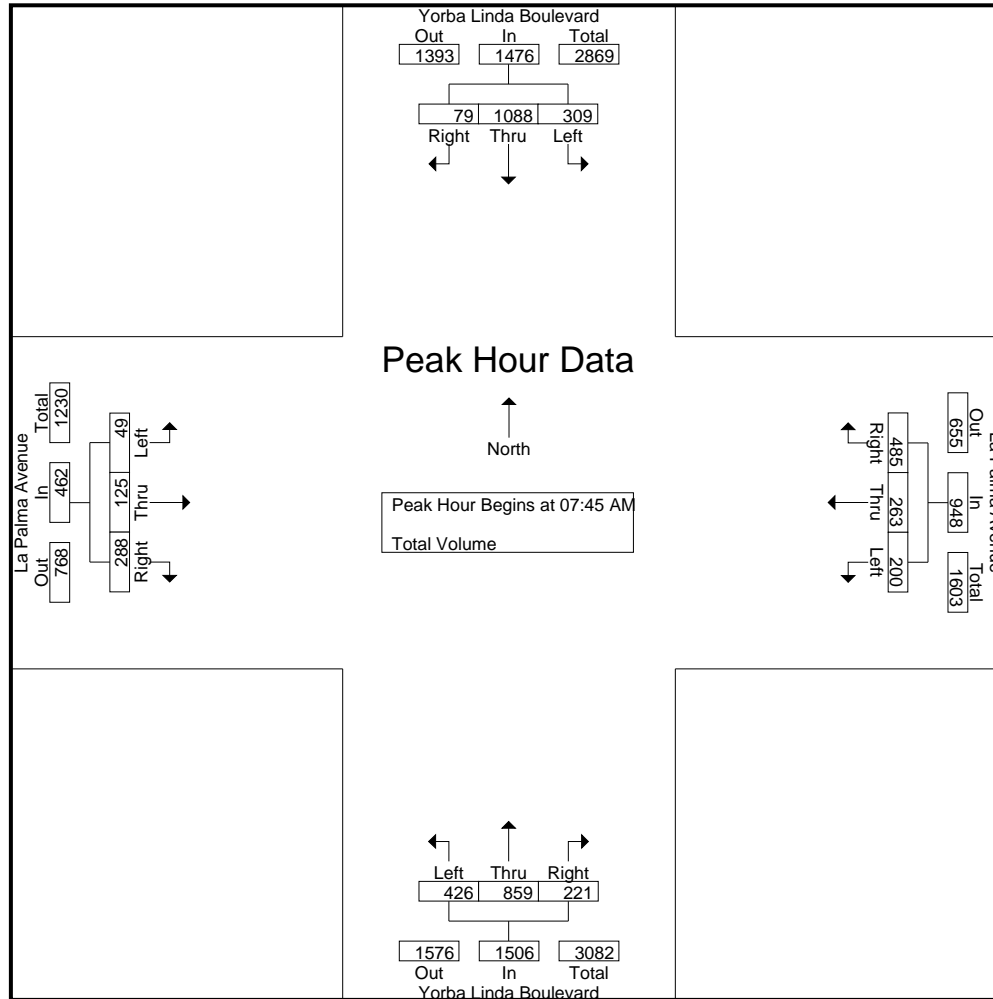 Yorba Linda Boulevard
Out In Total
1393 1476 2869
79 1088 309
Right Thru Left
Peak Hour Data
North
Peak Hour Begins at 07:45 AM
Total Volume
La Palma Avenue
Total In Out
1230 462 768
49 125 288
Left Thru Right
Out In Total
655 948 1603
485 263 200
Right Thru Left
Left Thru Right
426 859 221
1576 1506 3082
Out In Total
Yorba Linda Boulevard